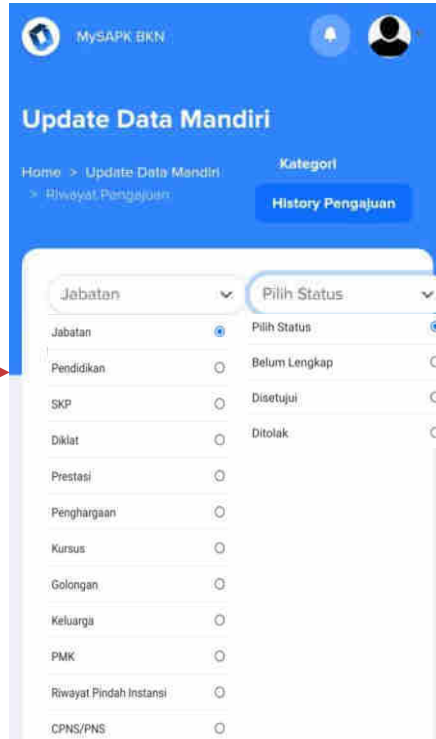 MySAPK BKN
Update Data Mandiri
Home > Update Data Mandiri
> Riwayat Pengajuan
Kategori
History Pengajuan
Jabatan
Pilih Status
Jabatan
Pendidikan
SKP
Diklat
Prestasi
Penghargaan
Kursus
Golongan
Keluarga
PMK
Riwayat Pindah Instansi
CPNS/PNS
Pilih Status
Belum Lengkap
Disetujui
Ditolak